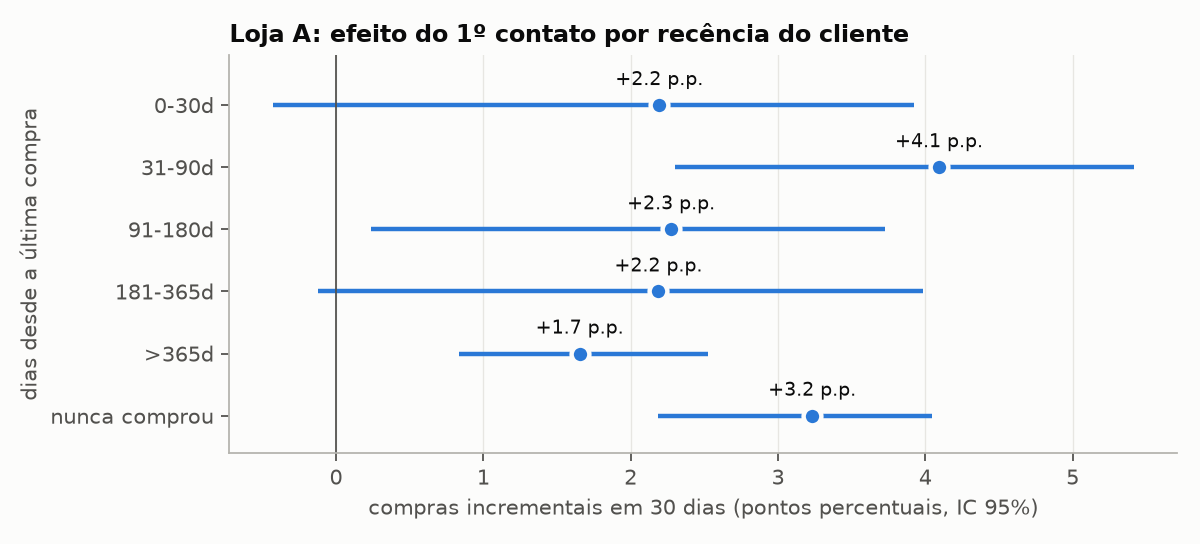 Loja A: efeito do 1º contato por recência do cliente
dias desde a última compra
0-30d
+2.2 p.p.
31-90d
+4.1 p.p.
91-180d
+2.3 p.p.
181-365d
+2.2 p.p.
>365d
+1.7 p.p.
nunca comprou
+3.2 p.p.
0 1 2 3 4 5
compras incrementais em 30 dias (pontos percentuais, IC 95%)